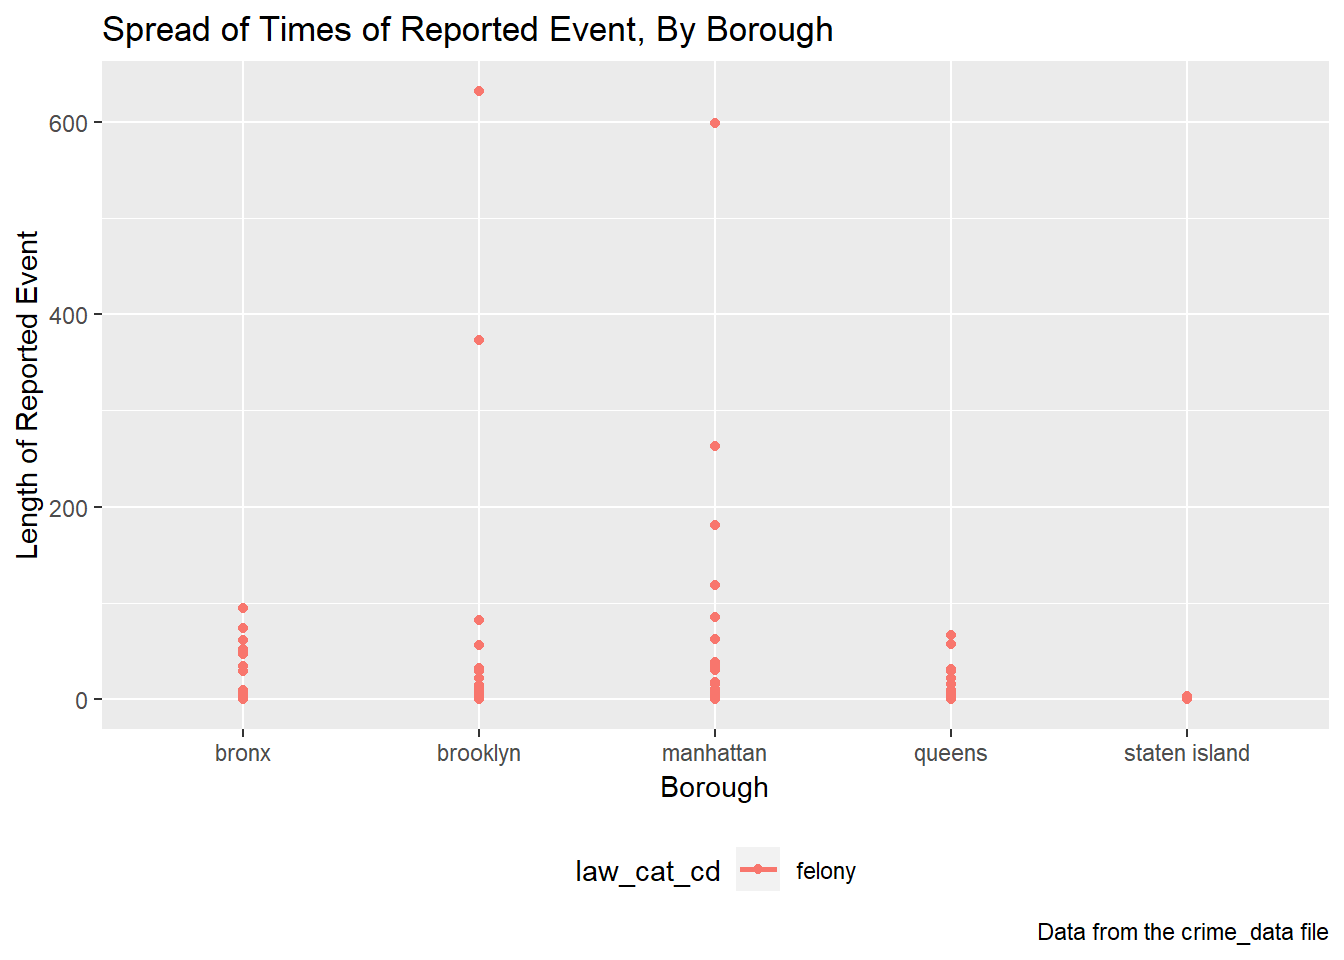 Spread of Times of Reported Event, By Borough
Length of Reported Event
600
400
200
0
bronx brooklyn manhattan queens staten island
Borough
law_cat_cd felony
Data from the crime_data file